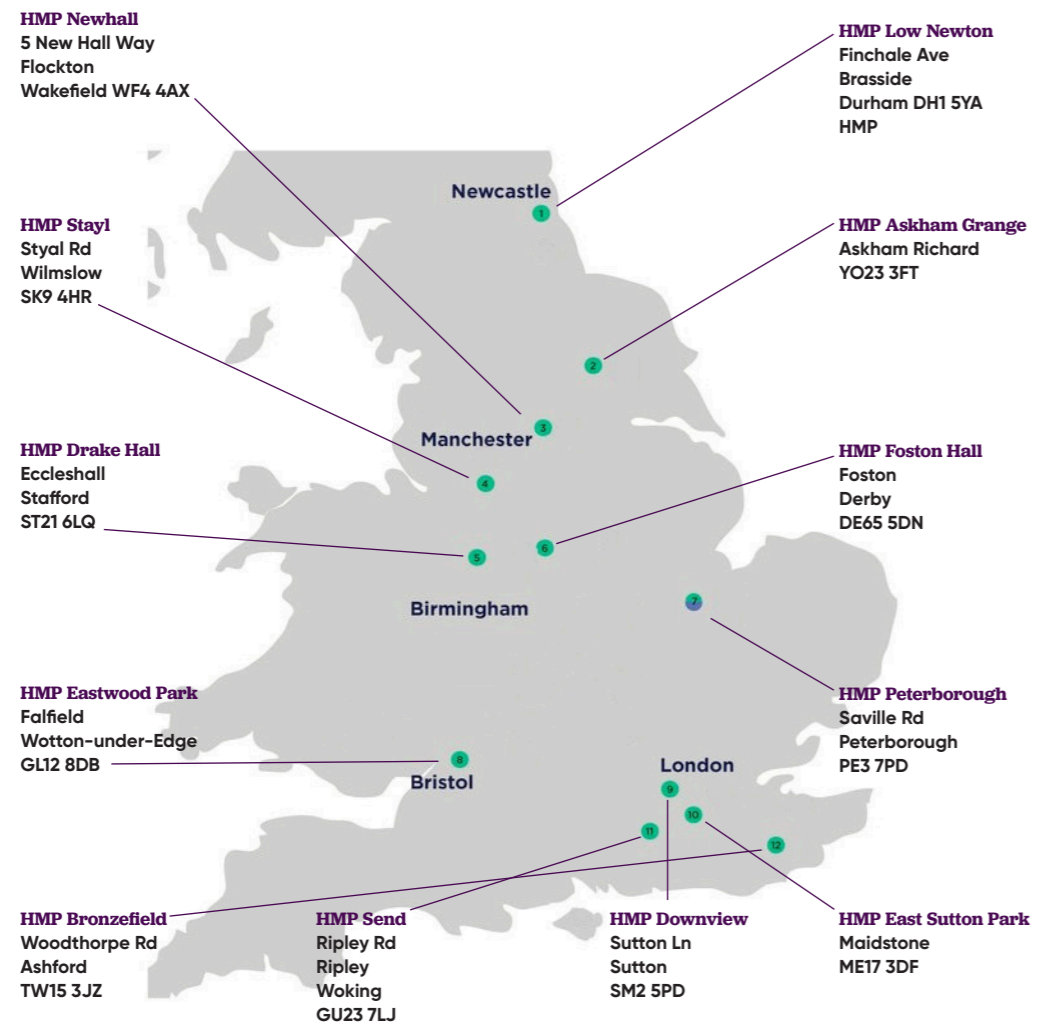 HMP Newhall
5 New Hall Way
Flockton
Wakefield WF4 4AX
HMP Low Newton
Finchale Ave
Brasside
Durham DH1 5YA
HMP
Newcastle
1
HMP Stayl
Styal Rd
Wilmslow
SK9 4HR
HMP Askham Grange
Askham Richard
YO23 3FT
2
3
Manchester
4
HMP Drake Hall
Eccleshall
Stafford
ST21 6LQ
HMP Foston Hall
Foston
Derby
DE65 5DN
5
6
Birmingham
7
HMP Eastwood Park
Falfield
Wotton-under-Edge
GL12 8DB
HMP Peterborough
Saville Rd
Peterborough
PE3 7PD
8
Bristol
London
9
10
11
12
HMP Bronzefield
Woodthorpe Rd
Ashford
TW15 3JZ
HMP Send
Ripley Rd
Ripley
Woking
GU23 7LJ
HMP Downview
Sutton Ln
Sutton
SM2 5PD
HMP East Sutton Park
Maidstone
ME17 3DF